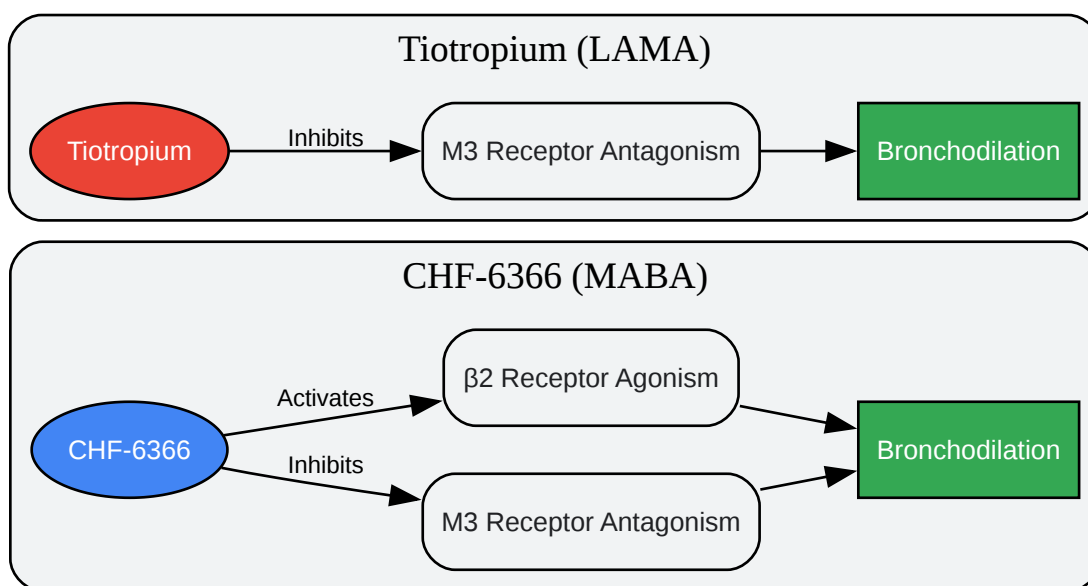 Tiotropium (LAMA)
Tiotropium
Inhibits
M3 Receptor Antagonism
Bronchodilation
CHF-6366 (MABA)
CHF-6366
Activates
β2 Receptor Agonism
Inhibits
M3 Receptor Antagonism
Bronchodilation